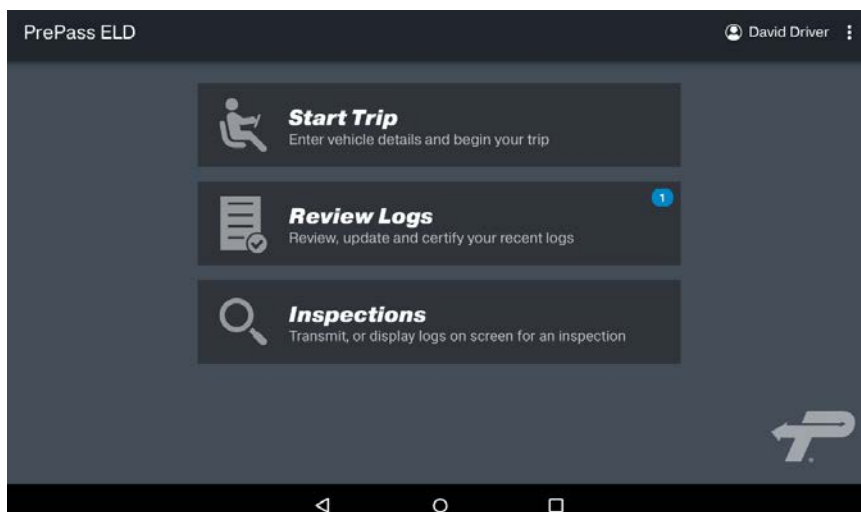 PrePass ELD
David Driver
Start Trip
Enter vehicle details and begin your trip
1
Review Logs
Review, update and certify your recent logs
Inspections
Transmit, or display logs on screen for an inspection